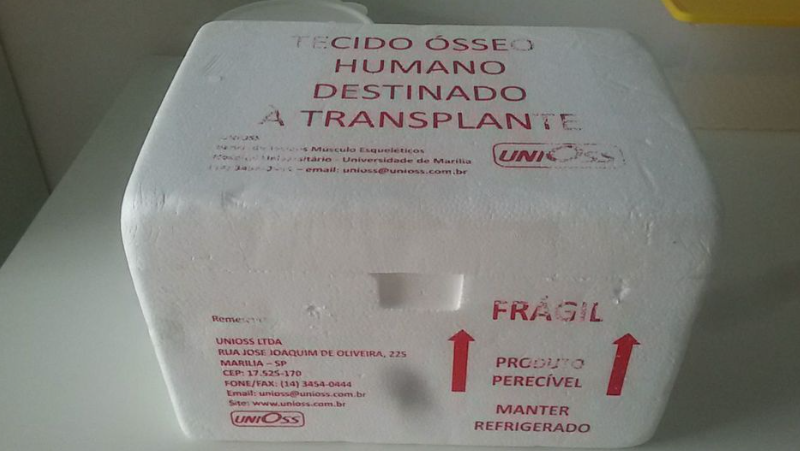 TECIDO ÓSSEO
HUMANO
DESTINADO
À TRANSPLANTE
Músculo Esqueléticos
- Universidade de Marilia
– email: unioss@unioss.com.br
UNIOSS
FRÁGIL
PRODUTO
PERECÍVEL
MANTER
REFRIGERADO
UNIOSS LTDA
RUA JOSE JOAQUIM DE OLIVEIRA, 225
MARILIA – SP
CEP: 17.525-170
FONE/FAX: (14) 3454-0444
Email: unioss@unioss.com.br
Site: www.unioss.com.br
UNIOSS